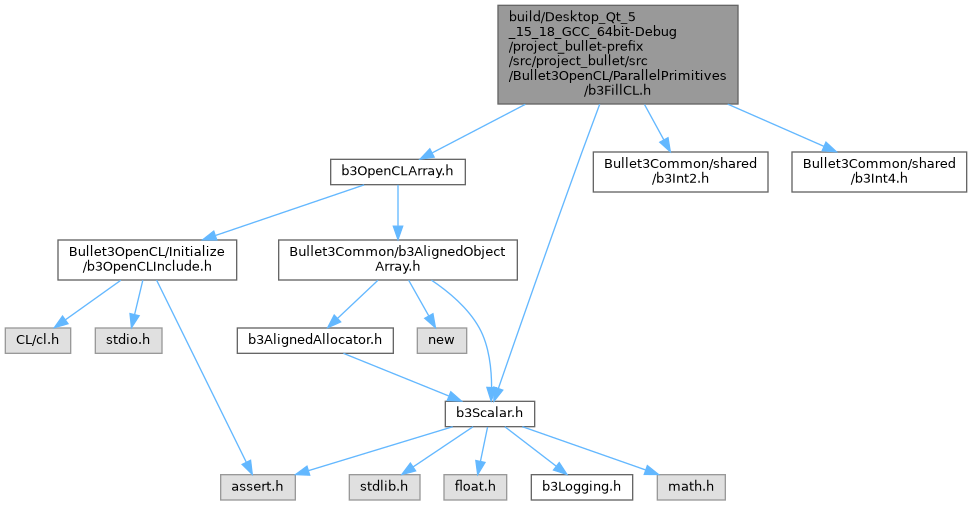 build/Desktop_Qt_5
_15_18_GCC_64bit-Debug
/project_bullet-prefix
/src/project_bullet/src
/Bullet3OpenCL/ParallelPrimitives
/b3FillCL.h
b3OpenCLArray.h
Bullet3Common/shared
/b3Int2.h
Bullet3Common/shared
/b3Int4.h
Bullet3OpenCL/Initialize
/b3OpenCLInclude.h
Bullet3Common/b3AlignedObject
Array.h
CL/cl.h
stdio.h
b3AlignedAllocator.h
new
b3Scalar.h
assert.h
stdlib.h
float.h
b3Logging.h
math.h